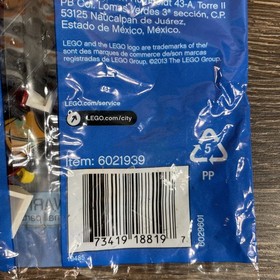 PB Col. Lomas Verdes 3ª sección, C.P.
53125 Naucalpan de Juárez,
Estado de México, México.
LEGO and the LEGO logo are trademarks of the/
sont des marques de commerce de/son marcas
registradas de LEGO Group. ©2013 The LEGO Group.
LEGO.com/service
LEGO.com/city
Item: 6021939
5
PP
73419 18819 7
6029601